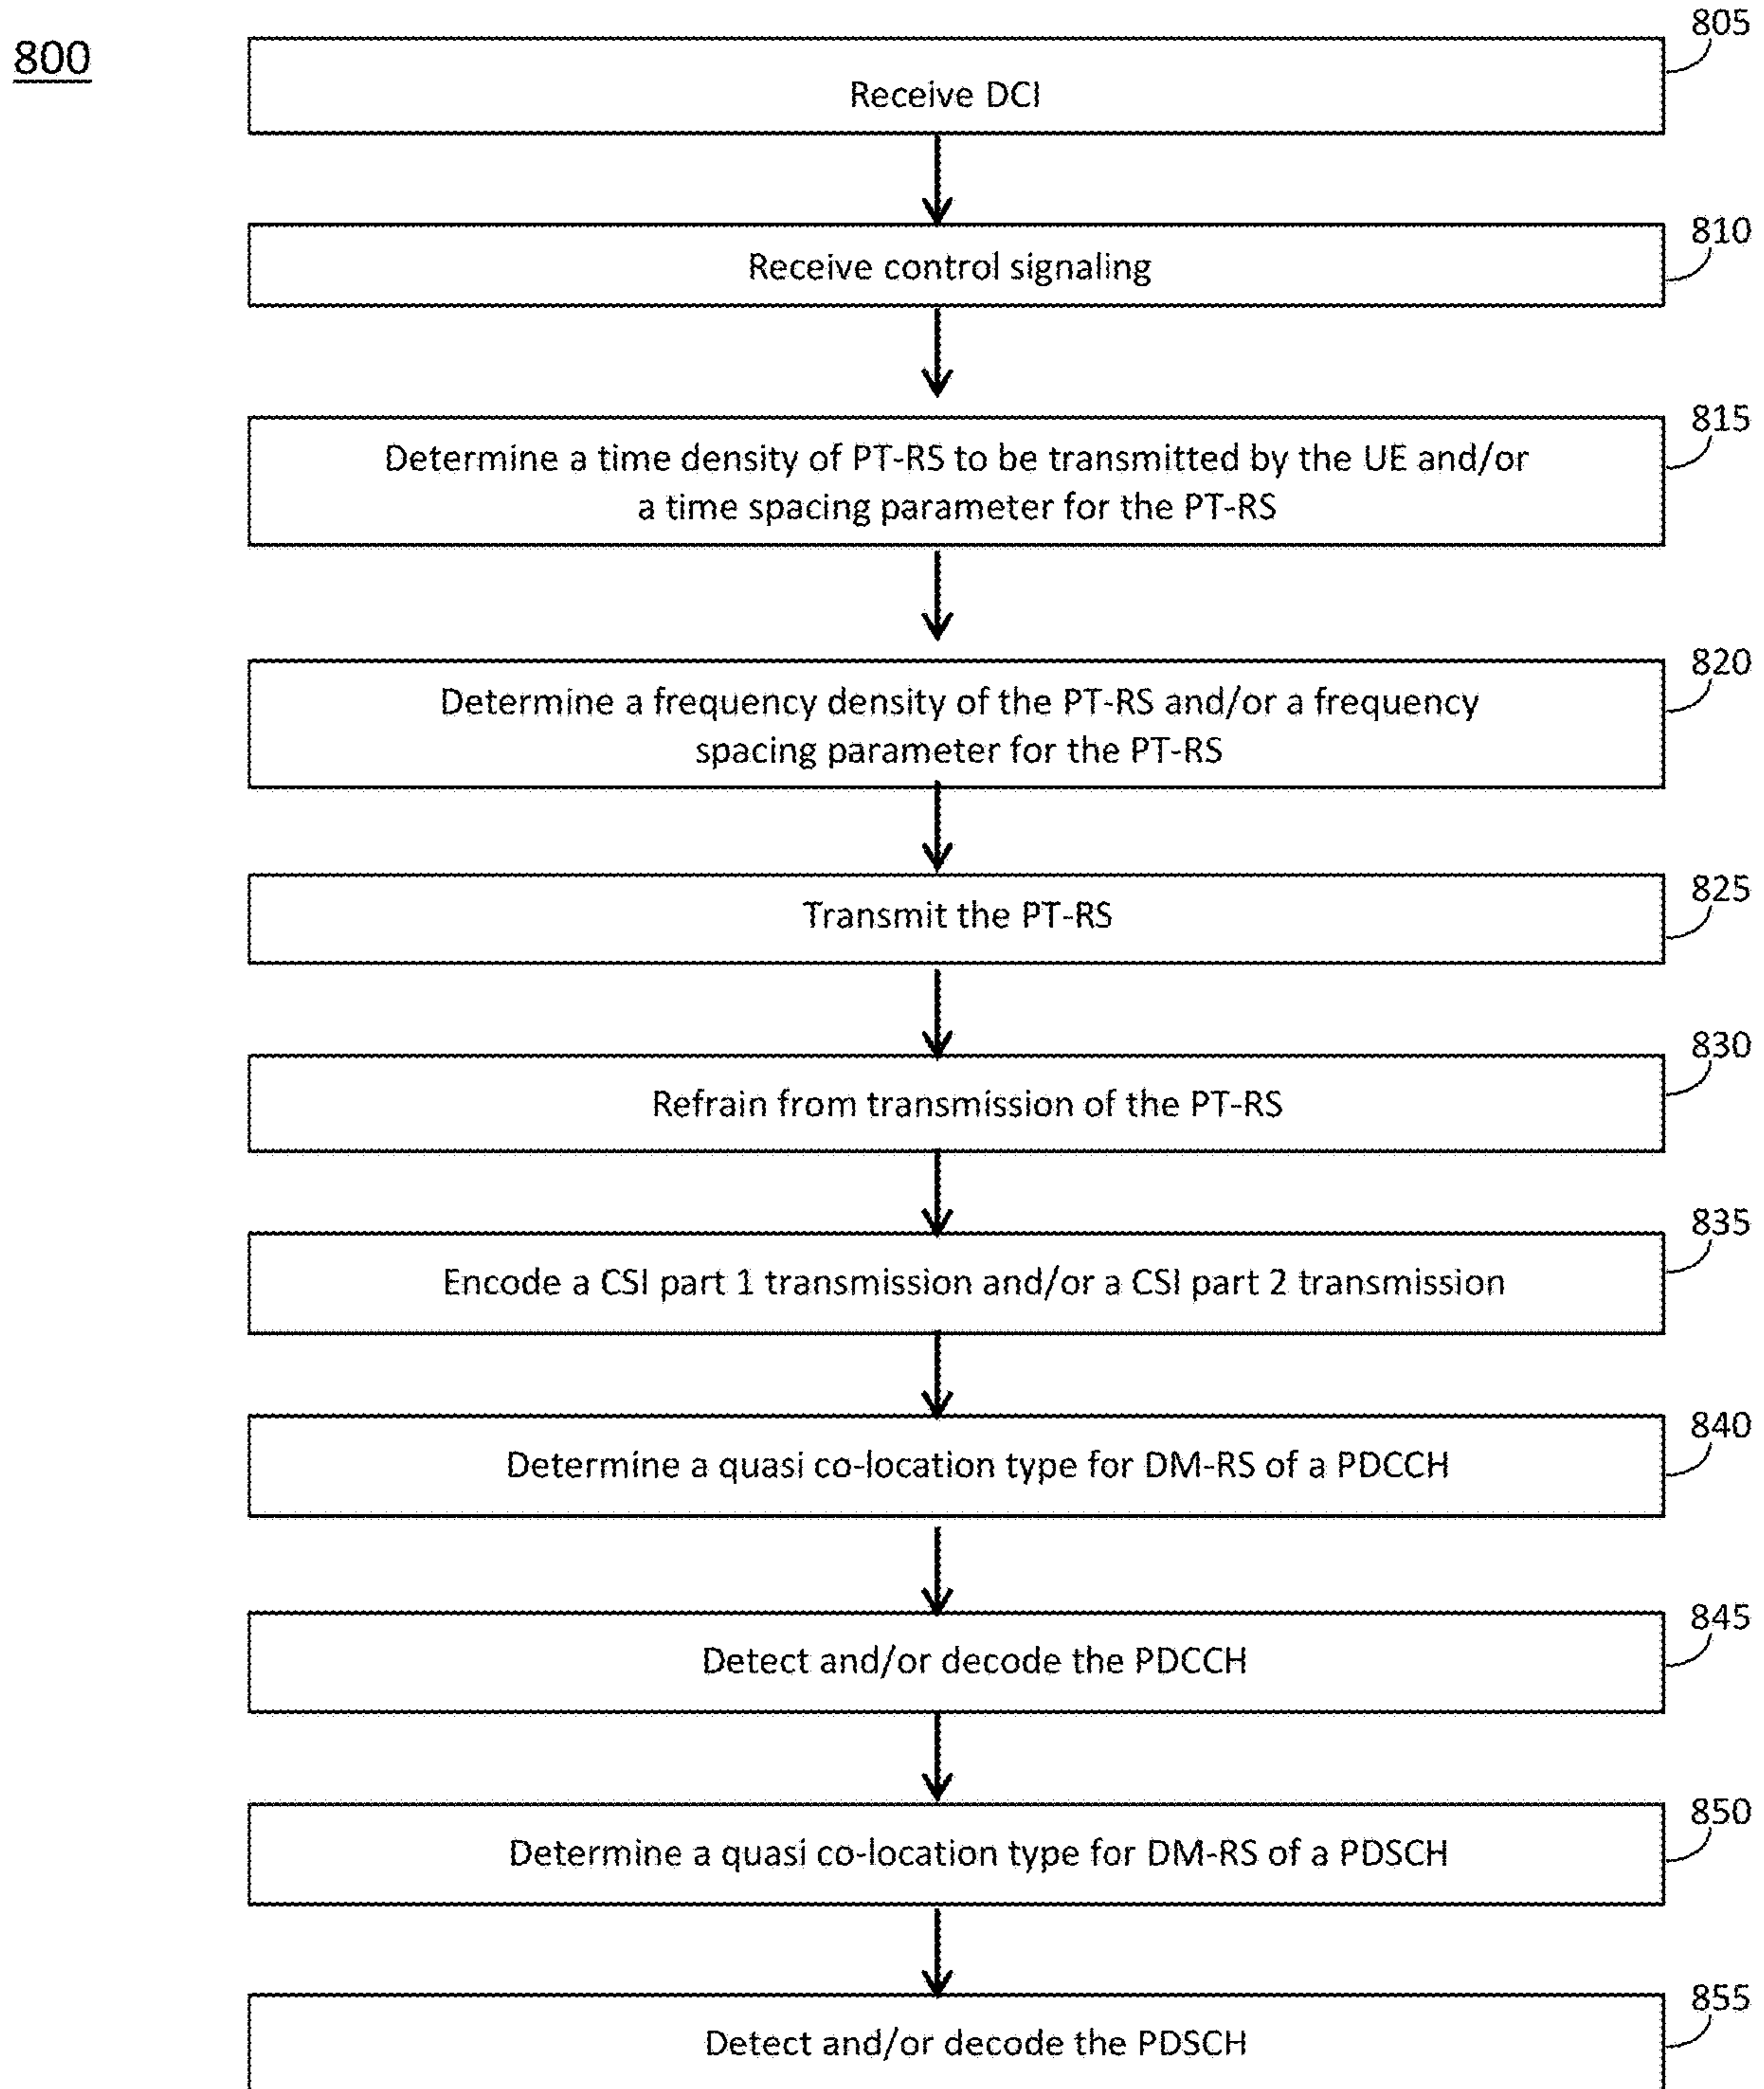 800
805
Receive DCI
810
Receive control signaling
815
Determine a time density of PT-RS to be transmitted by the UE and/or
a time spacing parameter for the PT-RS
820
Determine a frequency density of the PT-RS and/or a frequency
spacing parameter for the PT-RS
825
Transmit the PT-RS
830
Refrain from transmission of the PT-RS
835
Encode a CSI part 1 transmission and/or a CSI part 2 transmission
840
Determine a quasi co-location type for DM-RS of a PDCCH
845
Detect and/or decode the PDCCH
850
Determine a quasi co-location type for DM-RS of a PDSCH
855
Detect and/or decode the PDSCH